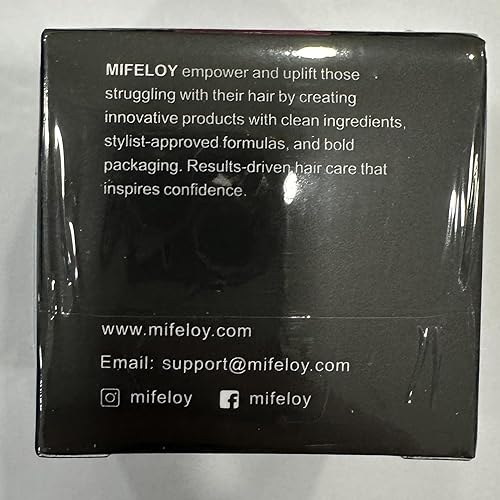 MIFELOY empower and uplift those
struggling with their hair by creating
innovative products with clean ingredients,
stylist-approved formulas, and bold
packaging. Results-driven hair care that
inspires confidence.
www.mifeloy.com
Email: support@mifeloy.com
mifeloy mifeloy